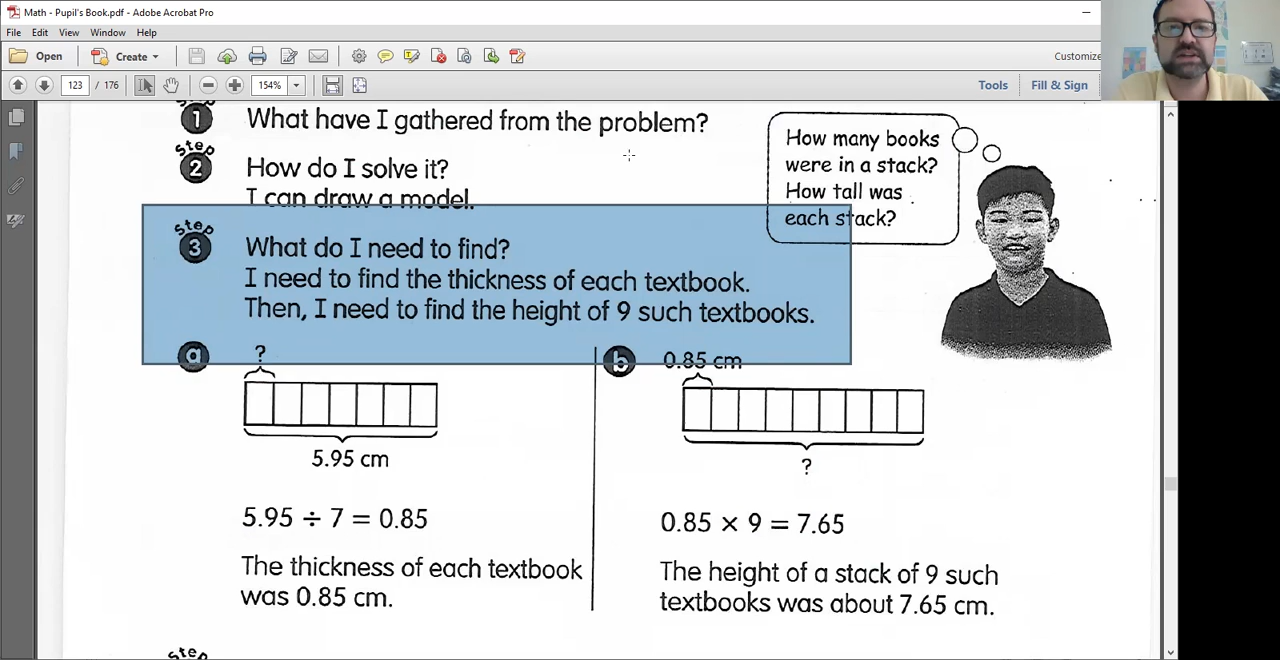 Math - Pupil's Book.pdf - Adobe Acrobat Pro
File Edit View Window Help
Open Create Customize
123 / 176 154% Tools Fill & Sign
Step
1 What have I gathered from the problem?
Step
2 How do I solve it?
I can draw a model.
How many books
were in a stack?
How tall was
each stack?
Step
3 What do I need to find?
I need to find the thickness of each textbook.
Then, I need to find the height of 9 such textbooks.
a ?
5.95 cm
5.95 ÷ 7 = 0.85
The thickness of each textbook
was 0.85 cm.
b 0.85 cm
?
0.85 × 9 = 7.65
The height of a stack of 9 such
textbooks was about 7.65 cm.
Step